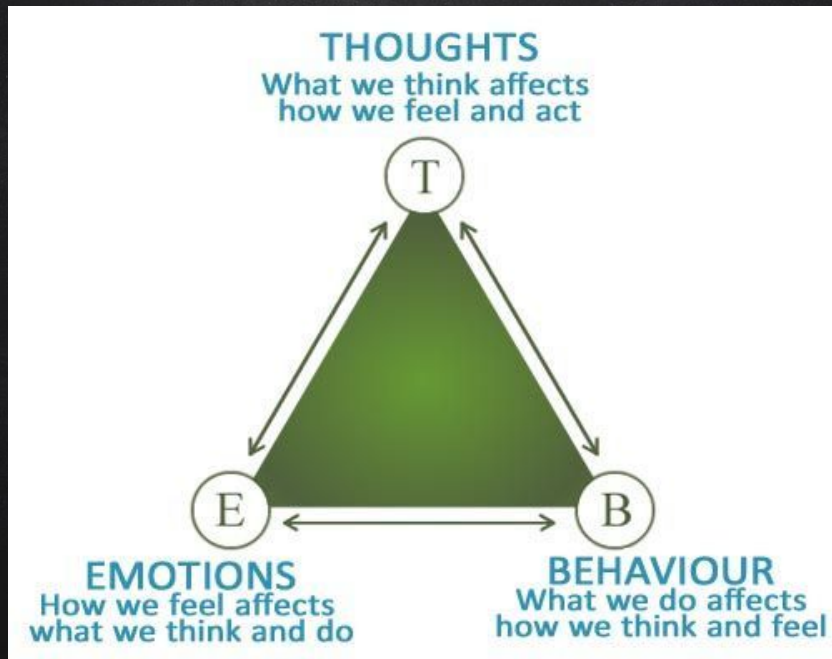 THOUGHTS
What we think affects
how we feel and act
T
E
B
EMOTIONS
How we feel affects
what we think and do
BEHAVIOUR
What we do affects
how we think and feel